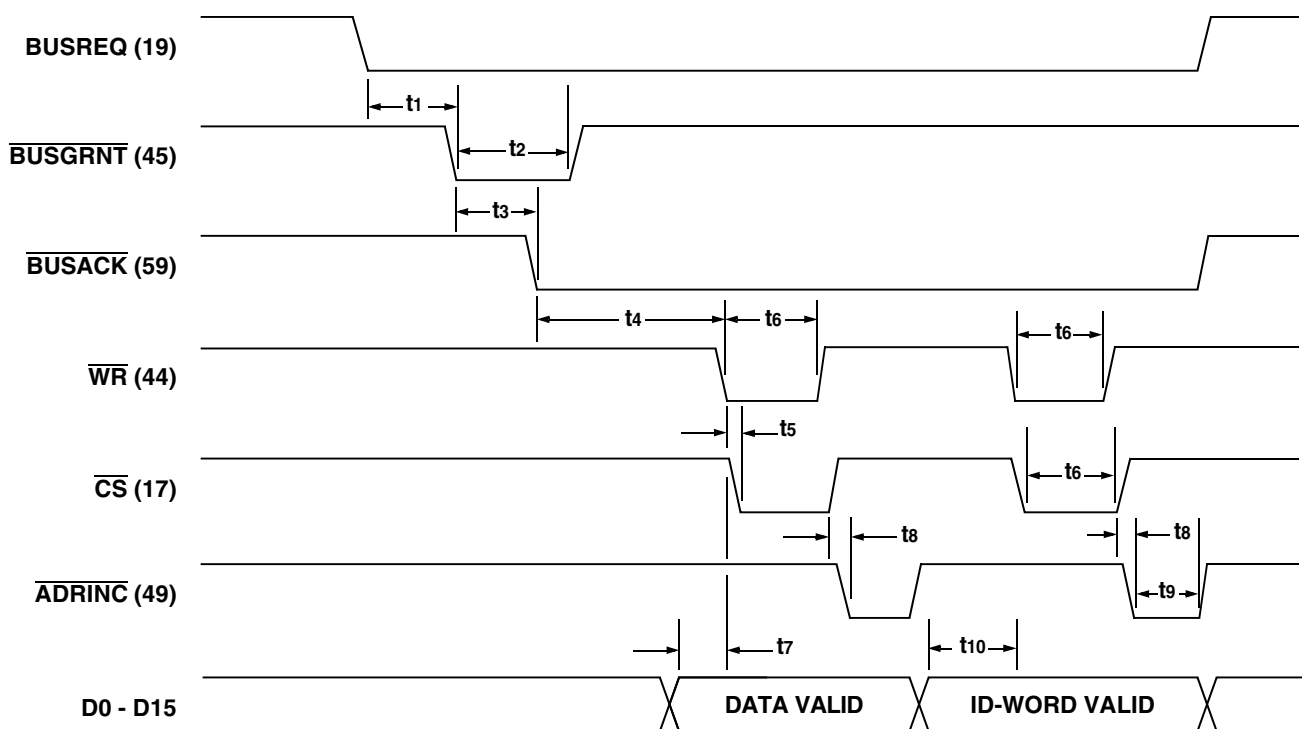 BUSREQ (19)
t1
BUSGRNT (45)
t2
t3
BUSACK (59)
t4
t6
t6
WR (44)
t5
CS (17)
t6
t8
t8
ADRINC (49)
t9
t7
t10
D0 - D15
DATA VALID
ID-WORD VALID